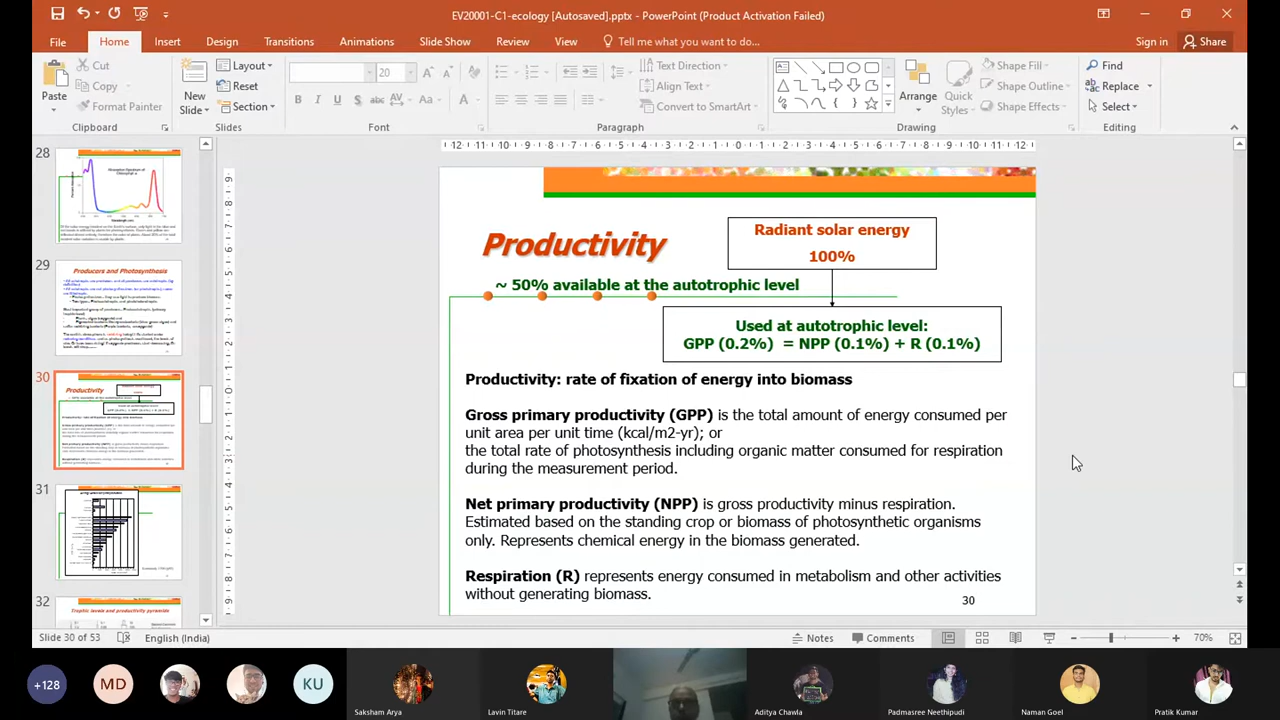 EV20001-C1-ecology [Autosaved].pptx - PowerPoint (Product Activation Failed)
File Home Insert Design Transitions Animations Slide Show Review View Tell me what you want to do... Sign in Share
Paste
Cut
Copy
Format Painter
Clipboard
New Slide
Layout
Reset
Section
Slides
20
Font
Text Direction
Align Text
Convert to SmartArt
Paragraph
Arrange
Quick Styles
Shape Fill
Shape Outline
Shape Effects
Drawing
Find
Replace
Select
Editing
28
29
Producers and Photosynthesis
30
31
32
Trophic levels and productivity pyramids
Productivity
Radiant solar energy
100%
~ 50% available at the autotrophic level
Used at autotrophic level:
GPP (0.2%) = NPP (0.1%) + R (0.1%)
Productivity: rate of fixation of energy into biomass
Gross primary productivity (GPP) is the total amount of energy consumed per
unit area per unit time (kcal/m2-yr); or
the total rate of photosynthesis including organic matter consumed for respiration
during the measurement period.
Net primary productivity (NPP) is gross productivity minus respiration.
Estimated based on the standing crop or biomass of photosynthetic organisms
only. Represents chemical energy in the biomass generated.
Respiration (R) represents energy consumed in metabolism and other activities
without generating biomass.
30
Slide 30 of 53 English (India) Notes Comments 70%
+128 MD KU
Saksham Arya Lavin Titare Aditya Chawla Padmasree Neethipudi Naman Goel Pratik Kumar